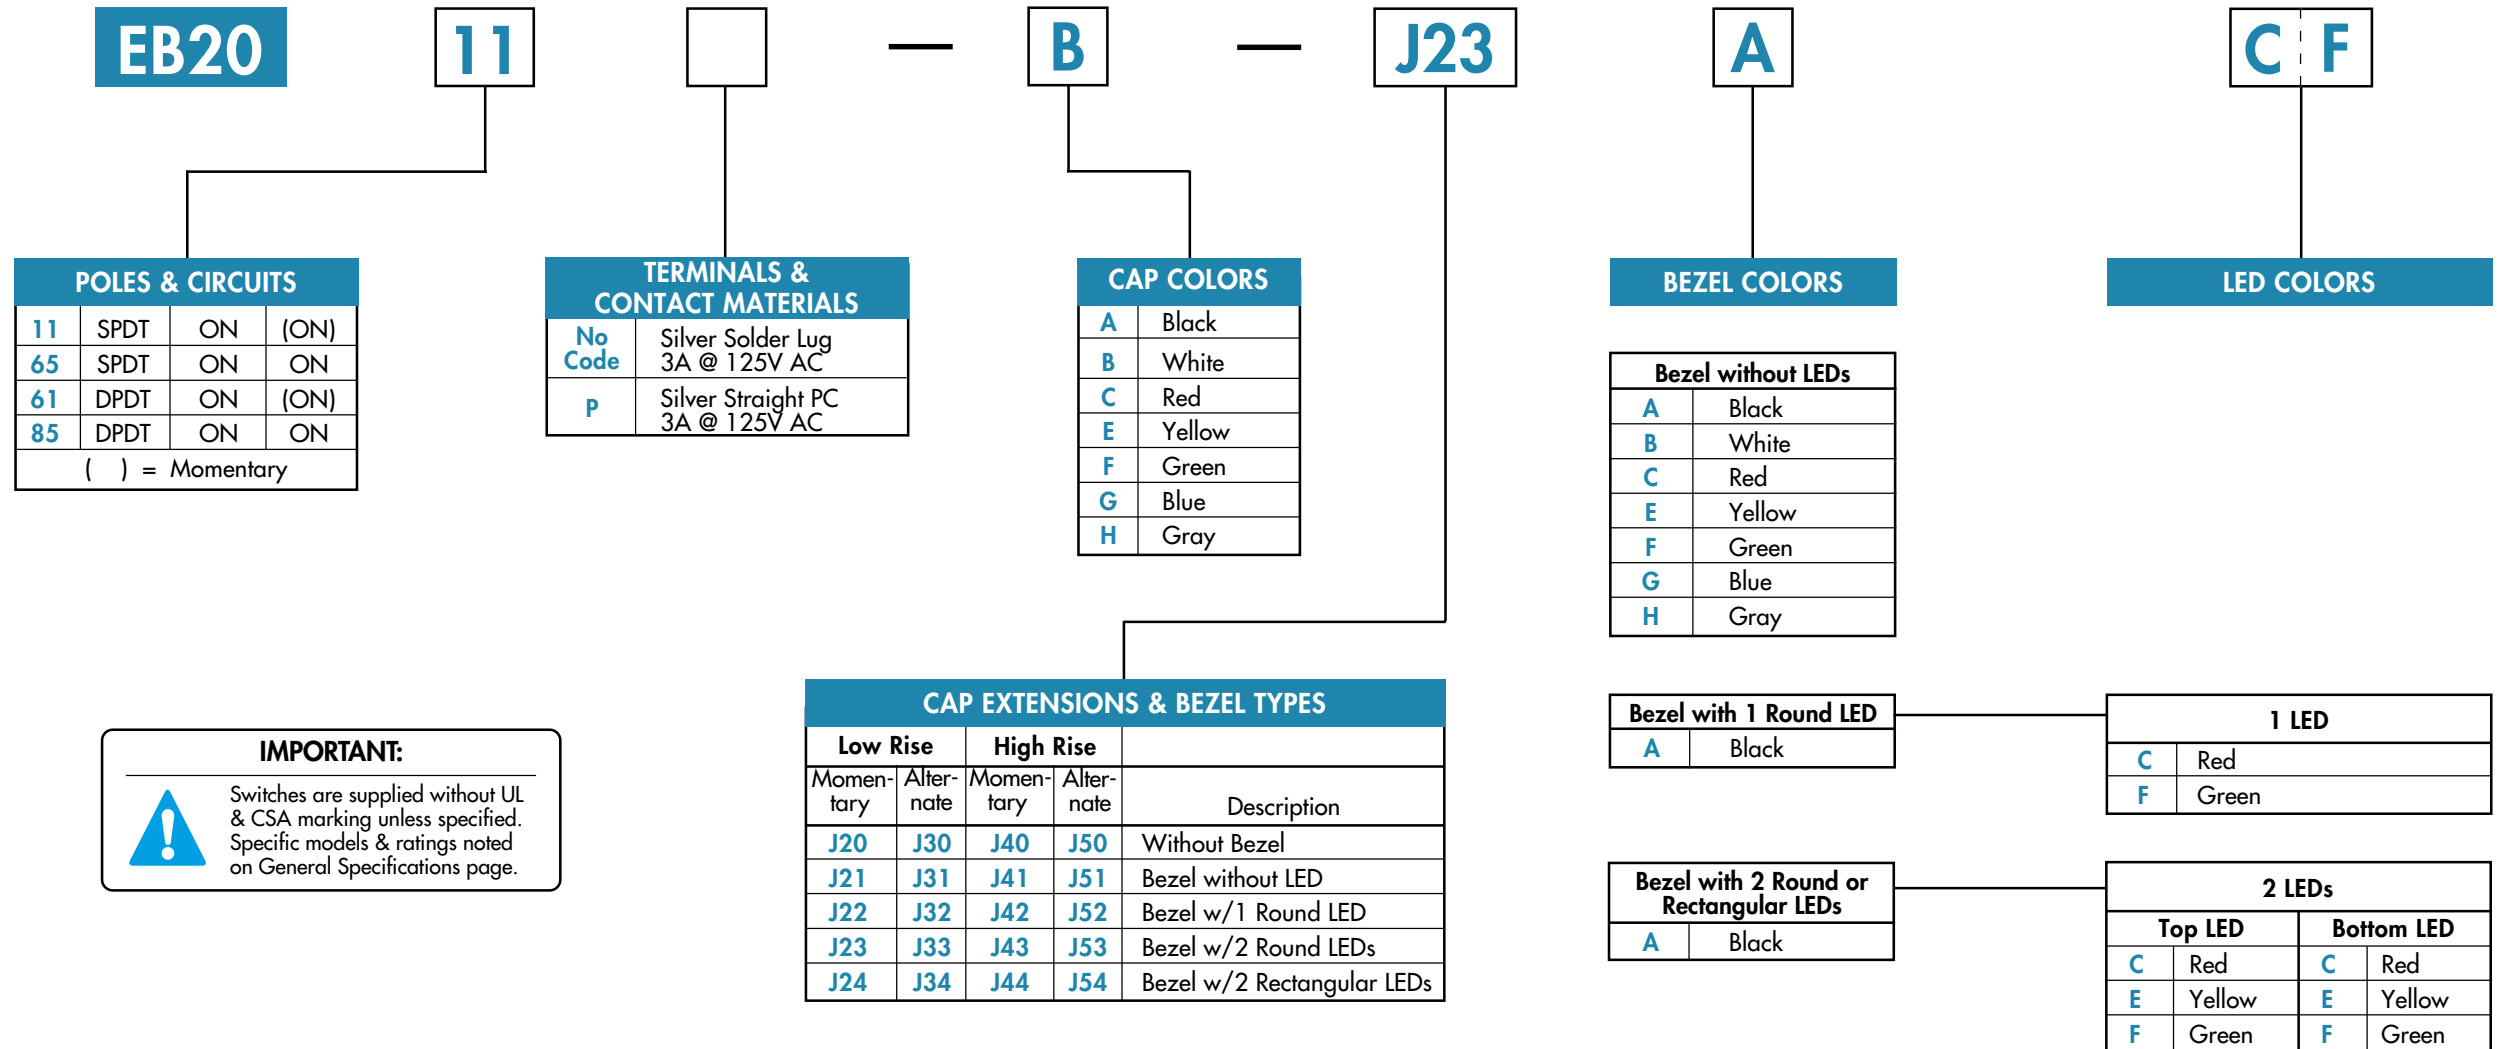 EB20 11 — B — J23 A C F
POLES & CIRCUITS
11 SPDT ON (ON)
65 SPDT ON ON
61 DPDT ON (ON)
85 DPDT ON ON
( ) = Momentary
TERMINALS &
CONTACT MATERIALS
No
Code
Silver Solder Lug
3A @ 125V AC
P
Silver Straight PC
3A @ 125V AC
CAP COLORS
A Black
B White
C Red
E Yellow
F Green
G Blue
H Gray
BEZEL COLORS
Bezel without LEDs
A Black
B White
C Red
E Yellow
F Green
G Blue
H Gray
LED COLORS
IMPORTANT:
Switches are supplied without UL
& CSA marking unless specified.
Specific models & ratings noted
on General Specifications page.
CAP EXTENSIONS & BEZEL TYPES
Low Rise High Rise
Momen- Alter- Momen- Alter-
tary nate tary nate Description
J20 J30 J40 J50 Without Bezel
J21 J31 J41 J51 Bezel without LED
J22 J32 J42 J52 Bezel w/1 Round LED
J23 J33 J43 J53 Bezel w/2 Round LEDs
J24 J34 J44 J54 Bezel w/2 Rectangular LEDs
Bezel with 1 Round LED
A Black
1 LED
C Red
F Green
Bezel with 2 Round or
Rectangular LEDs
A Black
2 LEDs
Top LED Bottom LED
C Red C Red
E Yellow E Yellow
F Green F Green